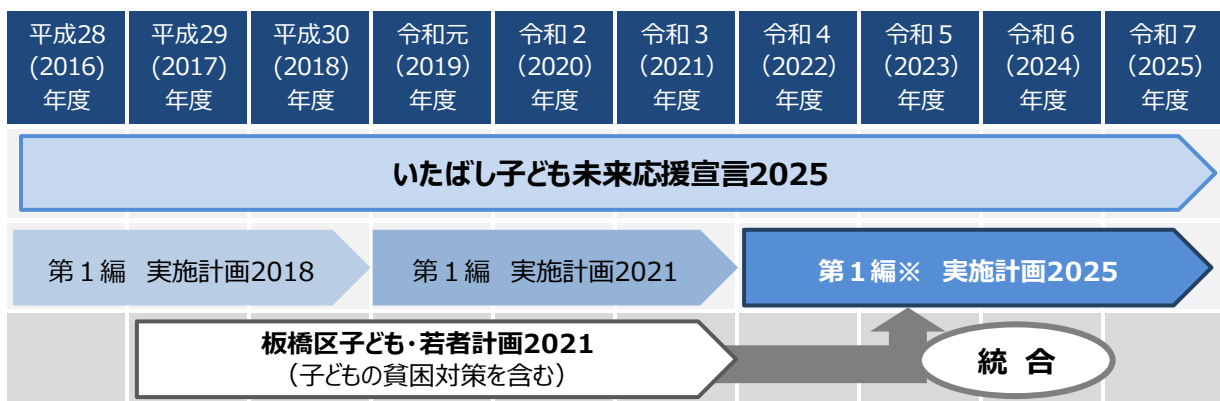 平成28
(2016)
年度
平成29
(2017)
年度
平成30
(2018)
年度
令和元
（2019）
年度
令和２
（2020）
年度
令和３
（2021）
年度
令和４
（2022）
年度
令和５
（2023）
年度
令和６
（2024）
年度
令和７
（2025）
年度
いたばし子ども未来応援宣言2025
第１編　実施計画2018
第１編　実施計画2021
第１編※　実施計画2025
板橋区子ども・若者計画2021
（子どもの貧困対策を含む）
統 合